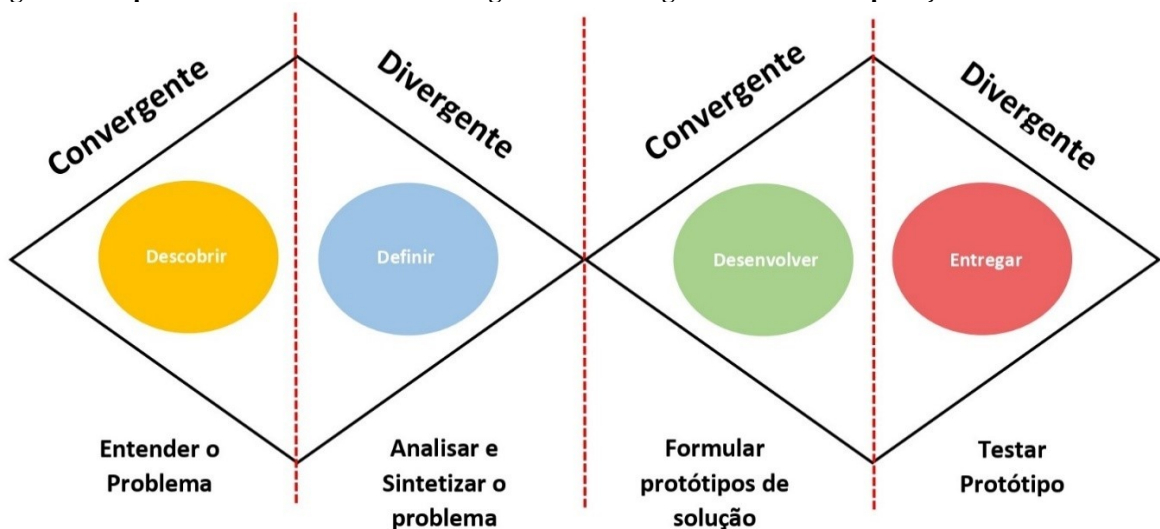 Convergente
Divergente
Convergente
Divergente
Descobrir
Definir
Desenvolver
Entregar
Entender o
Problema
Analisar e
Sintetizar o
problema
Formular
protótipos de
solução
Testar
Protótipo